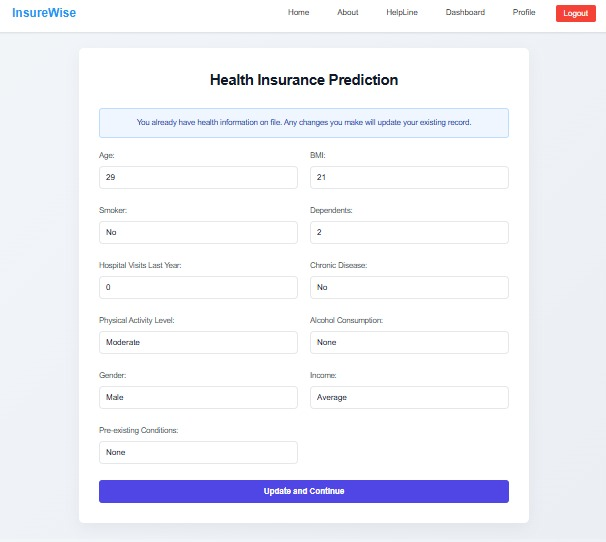 InsureWise
Home About HelpLine Dashboard Profile Logout
Health Insurance Prediction
You already have health information on file. Any changes you make will update your existing record.
Age: BMI:
29 21
Smoker: Dependents:
No 2
Hospital Visits Last Year: Chronic Disease:
0 No
Physical Activity Level: Alcohol Consumption:
Moderate None
Gender: Income:
Male Average
Pre-existing Conditions:
None
Update and Continue